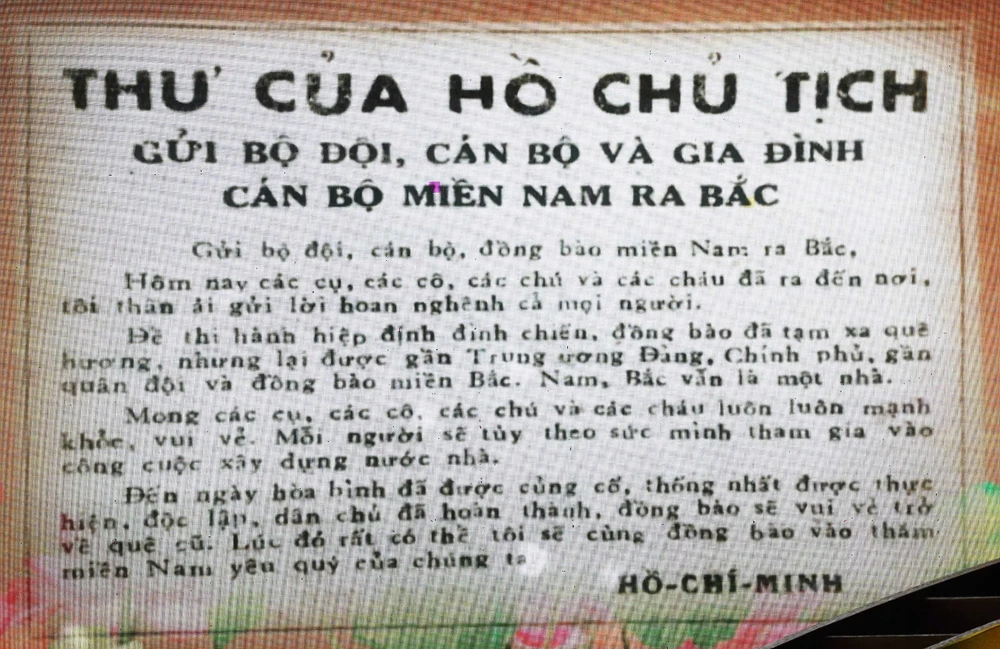 THƯ CỦA HỒ CHỦ TỊCH
GỬI BỘ ĐỘI, CÁN BỘ VÀ GIA ĐÌNH
CÁN BỘ MIỀN NAM RA BẮC
Gửi bộ đội, cán bộ, đồng bào miền Nam ra Bắc,
Hôm nay các cụ, các cô, các chú và các cháu đã ra đến nơi,
tôi thân ái gửi lời hoan nghênh cả mọi người.
Để thi hành hiệp định đình chiến, đồng bào đã tạm xa quê
hương, nhưng lại được gần Trung ương Đảng, Chính phủ, gần
quân đội và đồng bào miền Bắc. Nam, Bắc vẫn là một nhà.
Mong các cụ, các cô, các chú và các cháu luôn luôn mạnh
khỏe, vui vẻ. Mỗi người sẽ tùy theo sức mình tham gia vào
công cuộc xây dựng nước nhà.
Đến ngày hòa bình đã được củng cố, thống nhất được thực
hiện, độc lập, dân chủ đã hoàn thành, đồng bào sẽ vui vẻ trở
về quê cũ. Lúc đó rất có thể tôi sẽ cùng đồng bào vào thăm
miền Nam yêu quý của chúng ta
HỒ-CHÍ-MINH